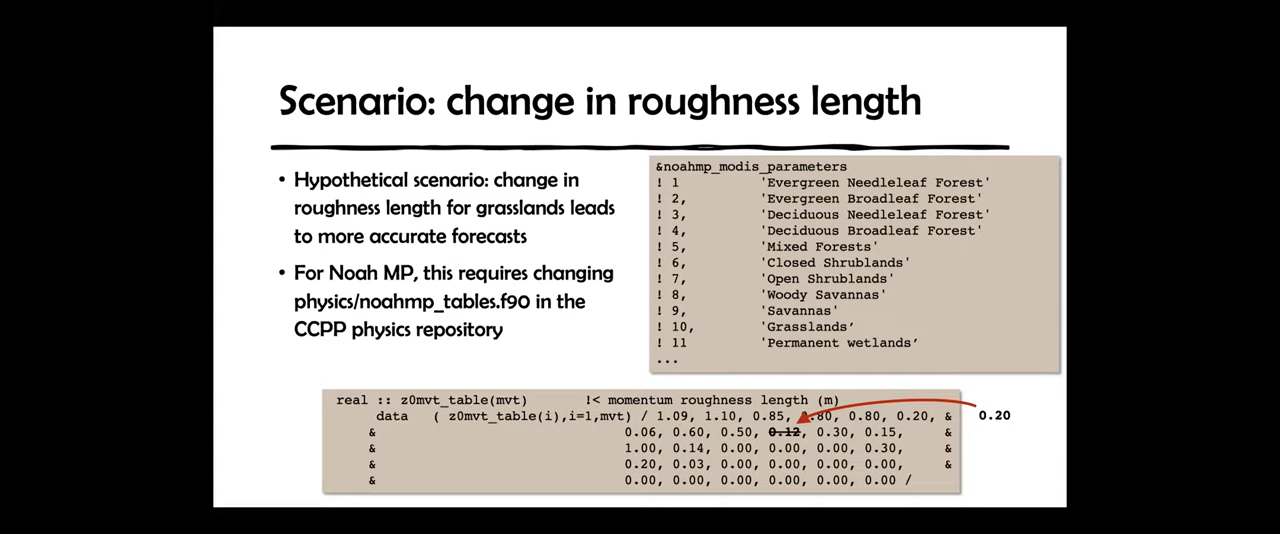 Scenario: change in roughness length
• Hypothetical scenario: change in
roughness length for grasslands leads
to more accurate forecasts
• For Noah MP, this requires changing
physics/noahmp_tables.f90 in the
CCPP physics repository
&noahmp_modis_parameters
! 1 'Evergreen Needleleaf Forest'
! 2, 'Evergreen Broadleaf Forest'
! 3, 'Deciduous Needleleaf Forest'
! 4, 'Deciduous Broadleaf Forest'
! 5, 'Mixed Forests'
! 6, 'Closed Shrublands'
! 7, 'Open Shrublands'
! 8, 'Woody Savannas'
! 9, 'Savannas'
! 10, 'Grasslands’
! 11 'Permanent wetlands’
...
real :: z0mvt_table(mvt) !< momentum roughness length (m)
data ( z0mvt_table(i),i=1,mvt) / 1.09, 1.10, 0.85, 0.80, 0.80, 0.20, & 0.20
& 0.06, 0.60, 0.50, 0.12, 0.30, 0.15, &
& 1.00, 0.14, 0.00, 0.00, 0.00, 0.30, &
& 0.20, 0.03, 0.00, 0.00, 0.00, 0.00, &
& 0.00, 0.00, 0.00, 0.00, 0.00, 0.00 /